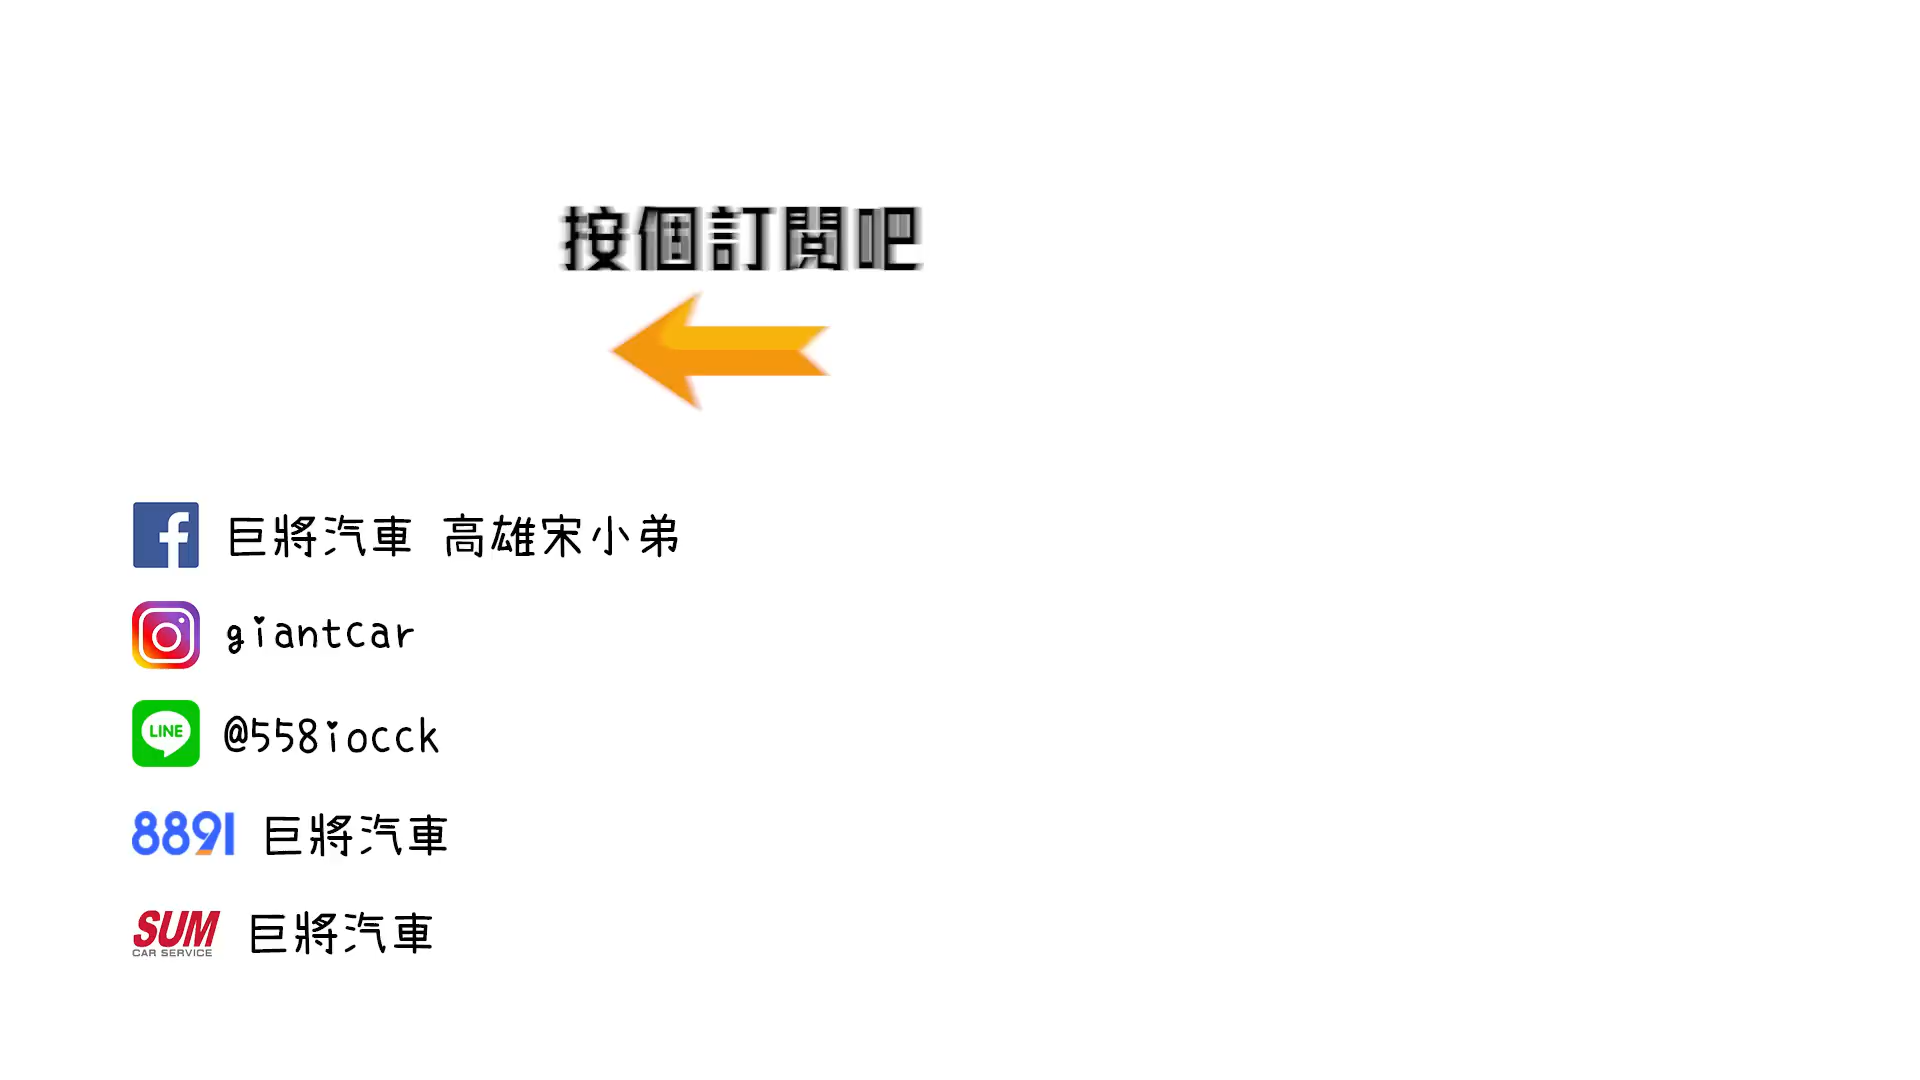 按個訂閱吧
巨將汽車 高雄宋小弟
giantcar
LINE @558iocck
8891 巨將汽車
SUM CAR SERVICE 巨將汽車